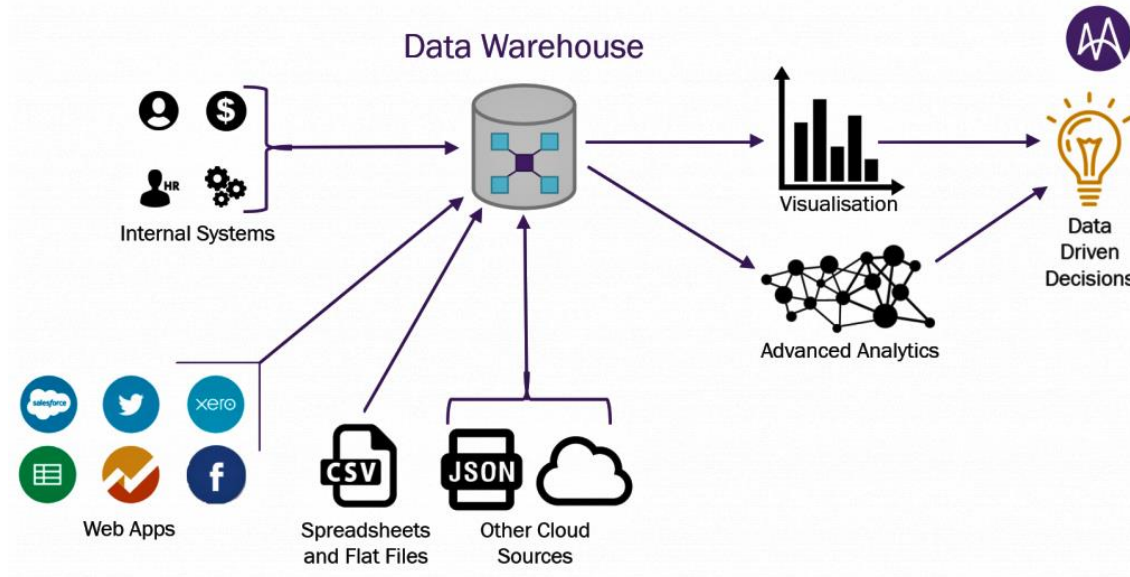 Data Warehouse
$
HR
Internal Systems
Visualisation
Data
Driven
Decisions
Advanced Analytics
salesforce
xero
f
Web Apps
CSV
Spreadsheets
and Flat Files
JSON
Other Cloud
Sources